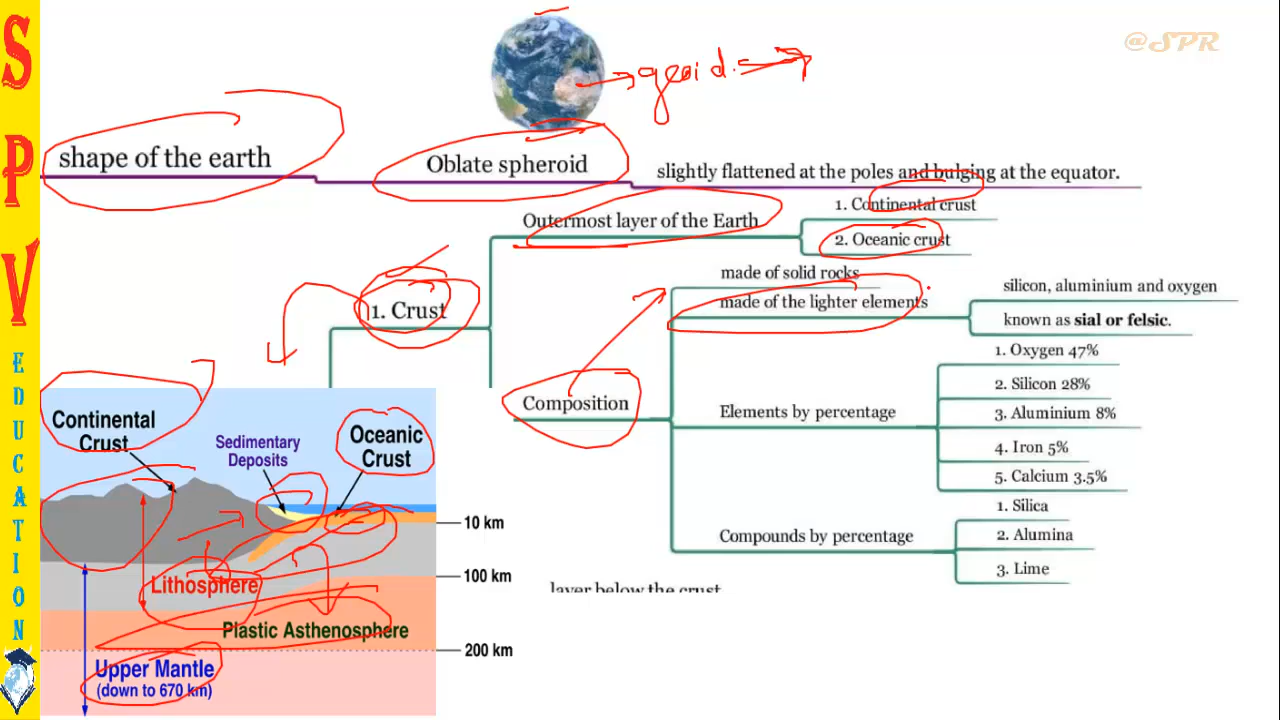 SPV EDUCATION
@SPR
geoid
shape of the earth
Oblate spheroid
slightly flattened at the poles and bulging at the equator.
Outermost layer of the Earth
1. Continental crust
2. Oceanic crust
1. Crust
made of solid rocks
made of the lighter elements
silicon, aluminium and oxygen
known as sial or felsic.
Composition
Elements by percentage
1. Oxygen 47%
2. Silicon 28%
3. Aluminium 8%
4. Iron 5%
5. Calcium 3.5%
Compounds by percentage
1. Silica
2. Alumina
3. Lime
layer below the crust
Continental
Crust
Sedimentary
Deposits
Oceanic
Crust
10 km
Lithosphere
100 km
Plastic Asthenosphere
200 km
Upper Mantle
(down to 670 km)